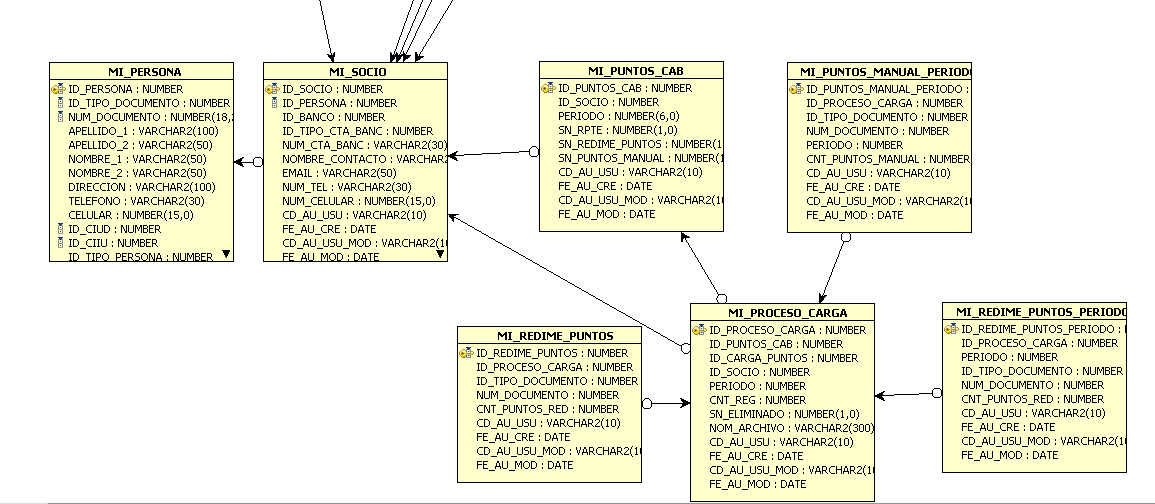 MI_PERSONA
ID_PERSONA : NUMBER
ID_TIPO_DOCUMENTO : NUMBER
NUM_DOCUMENTO : NUMBER(18,
APELLIDO_1 : VARCHAR2(100)
APELLIDO_2 : VARCHAR2(50)
NOMBRE_1 : VARCHAR2(50)
NOMBRE_2 : VARCHAR2(50)
DIRECCION : VARCHAR2(100)
TELEFONO : VARCHAR2(30)
CELULAR : NUMBER(15,0)
ID_CIUD : NUMBER
ID_CIIU : NUMBER
ID_TIPO_PERSONA : NUMBER
MI_SOCIO
ID_SOCIO : NUMBER
ID_PERSONA : NUMBER
ID_BANCO : NUMBER
ID_TIPO_CTA_BANC : NUMBER
NUM_CTA_BANC : VARCHAR2(30)
NOMBRE_CONTACTO : VARCHAR
EMAIL : VARCHAR2(50)
NUM_TEL : VARCHAR2(30)
NUM_CELULAR : NUMBER(15,0)
CD_AU_USU : VARCHAR2(10)
FE_AU_CRE : DATE
CD_AU_USU_MOD : VARCHAR2(10
FE_AU_MOD : DATE
MI_PUNTOS_CAB
ID_PUNTOS_CAB : NUMBER
ID_SOCIO : NUMBER
PERIODO : NUMBER(6,0)
SN_RPTE : NUMBER(1,0)
SN_REDIME_PUNTOS : NUMBER(1
SN_PUNTOS_MANUAL : NUMBER(1
CD_AU_USU : VARCHAR2(10)
FE_AU_CRE : DATE
CD_AU_USU_MOD : VARCHAR2(10
FE_AU_MOD : DATE
MI_PUNTOS_MANUAL_PERIODO
ID_PUNTOS_MANUAL_PERIODO :
ID_PROCESO_CARGA : NUMBER
ID_TIPO_DOCUMENTO : NUMBER
NUM_DOCUMENTO : NUMBER
PERIODO : NUMBER
CNT_PUNTOS_MANUAL : NUMBER
CD_AU_USU : VARCHAR2(10)
FE_AU_CRE : DATE
CD_AU_USU_MOD : VARCHAR2(10
FE_AU_MOD : DATE
MI_REDIME_PUNTOS
ID_REDIME_PUNTOS : NUMBER
ID_PROCESO_CARGA : NUMBER
ID_TIPO_DOCUMENTO : NUMBER
NUM_DOCUMENTO : NUMBER
CNT_PUNTOS_RED : NUMBER
CD_AU_USU : VARCHAR2(10)
FE_AU_CRE : DATE
CD_AU_USU_MOD : VARCHAR2(10
FE_AU_MOD : DATE
MI_PROCESO_CARGA
ID_PROCESO_CARGA : NUMBER
ID_PUNTOS_CAB : NUMBER
ID_CARGA_PUNTOS : NUMBER
ID_SOCIO : NUMBER
PERIODO : NUMBER
CNT_REG : NUMBER
SN_ELIMINADO : NUMBER(1,0)
NOM_ARCHIVO : VARCHAR2(300)
CD_AU_USU : VARCHAR2(10)
FE_AU_CRE : DATE
CD_AU_USU_MOD : VARCHAR2(10
FE_AU_MOD : DATE
MI_REDIME_PUNTOS_PERIODO
ID_REDIME_PUNTOS_PERIODO :
ID_PROCESO_CARGA : NUMBER
PERIODO : NUMBER
ID_TIPO_DOCUMENTO : NUMBER
NUM_DOCUMENTO : NUMBER
CNT_PUNTOS_RED : NUMBER
CD_AU_USU : VARCHAR2(10)
FE_AU_CRE : DATE
CD_AU_USU_MOD : VARCHAR2(10
FE_AU_MOD : DATE